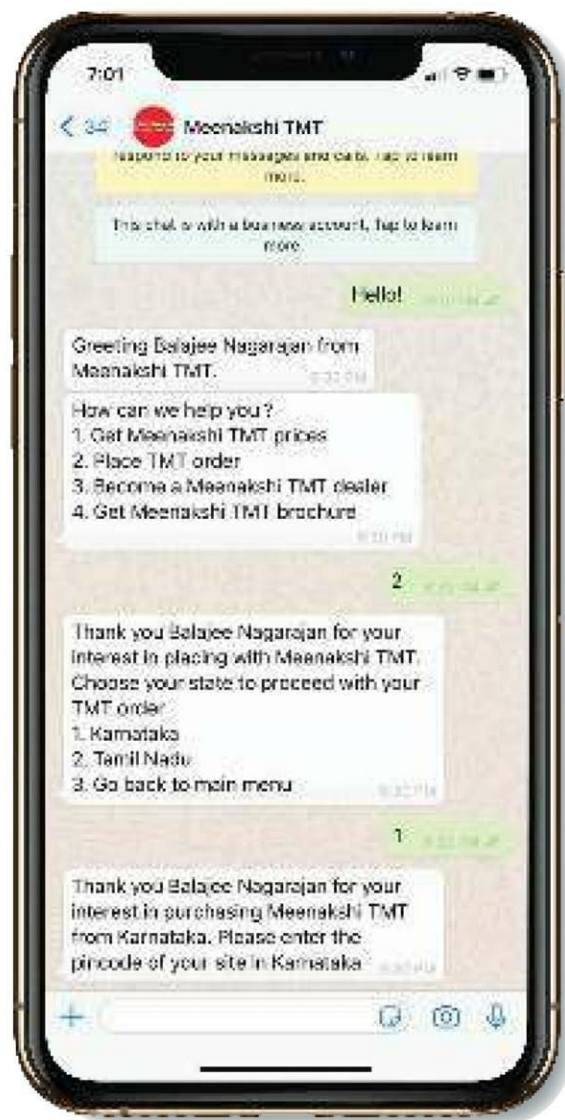 7:01
Meenakshi TMT
respond to your messages and calls. Tap to learn
more.
This chat is with a business account. Tap to learn
more.
Hello!
Greeting Balajee Nagarajan from
Meenakshi TMT.
How can we help you ?
1. Get Meenakshi TMT prices
2. Place TMT order
3. Become a Meenakshi TMT dealer
4. Get Meenakshi TMT brochure
2
Thank you Balajee Nagarajan for your
interest in placing with Meenakshi TMT.
Choose your state to proceed with your
TMT order
1. Karnataka
2. Tamil Nadu
3. Go back to main menu
1
Thank you Balajee Nagarajan for your
interest in purchasing Meenakshi TMT
from Karnataka. Please enter the
pincode of your site in Karnataka